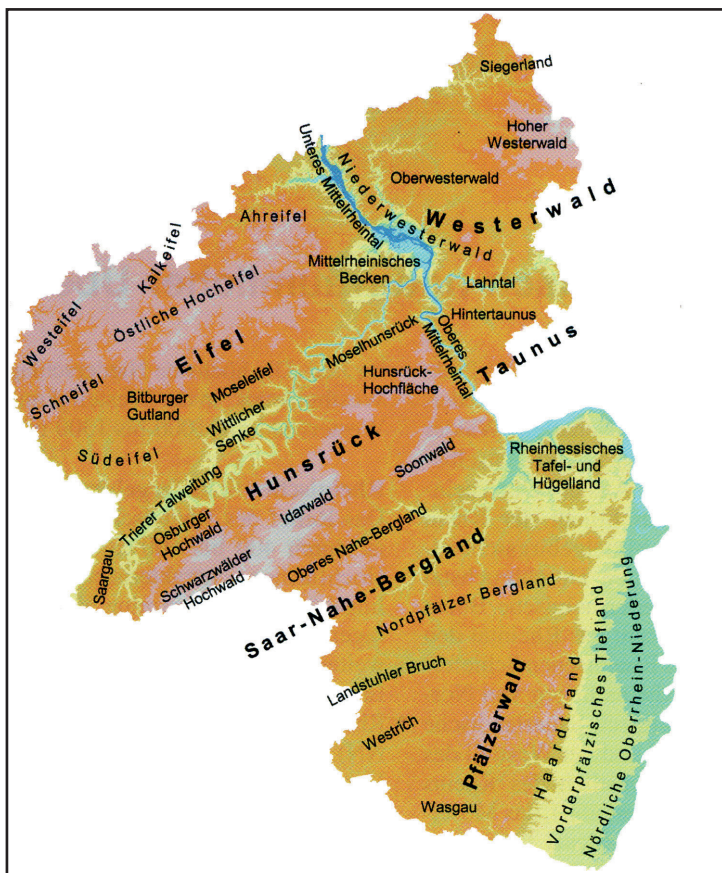 Siegerland
Hoher
Westerwald
Unteres Mittelrheintal
Niederwesterwald
Oberwesterwald
Westerwald
Ahreifel
Kalkeifel
Mittelrheinisches
Becken
Lahntal
Westeifel
Östliche Hocheifel
Hintertaunus
Oberes
Mittelrheintal
Taunus
Eifel
Moselhunsrück
Schneifel
Moseleifel
Hunsrück-
Hochfläche
Bitburger
Gutland
Wittlicher
Senke
Südeifel
Hunsrück
Soonwald
Rheinhessisches
Tafel- und
Hügelland
Trierer Talweitung
Osburger
Hochwald
Idarwald
Saargau
Schwarzwälder
Hochwald
Oberes Nahe-Bergland
Saar-Nahe-Bergland
Nordpfälzer Bergland
Landstuhler Bruch
Westrich
Pfälzerwald
Haardtrand
Vorderpfälzisches Tiefland
Nördliche Oberrhein-Niederung
Wasgau